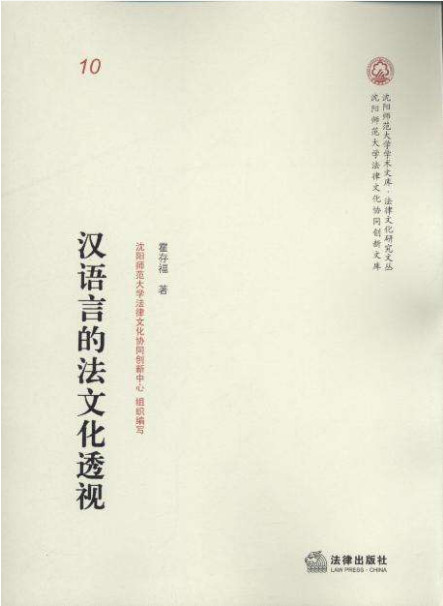 10
沈阳师范大学学术文库·法律文化研究文丛
沈阳师范大学法律文化协同创新文库
霍存福 著
沈阳师范大学法律文化协同创新中心 组织编写
汉语言的法文化透视
法律出版社
LAW PRESS·CHINA